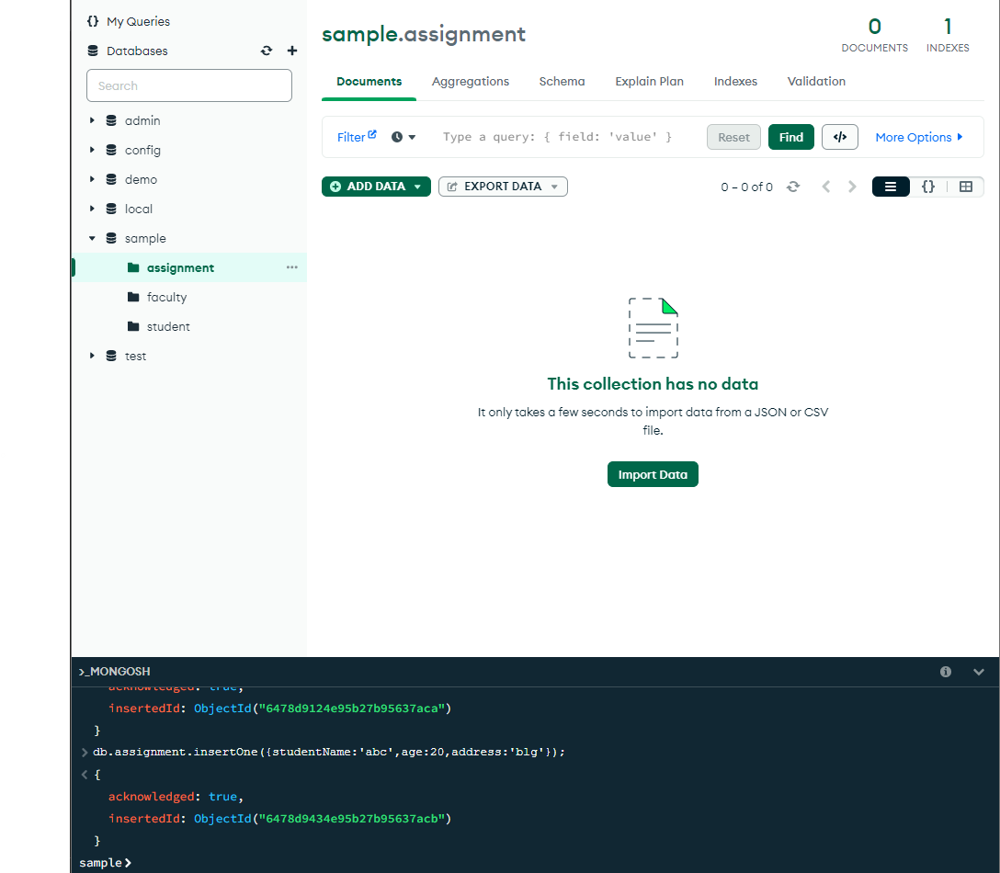 My Queries
Databases
Search
admin
config
demo
local
sample
assignment
faculty
student
test
sample.assignment
0
DOCUMENTS
1
INDEXES
Documents Aggregations Schema Explain Plan Indexes Validation
Filter Type a query: { field: 'value' } Reset Find </> More Options
ADD DATA EXPORT DATA 0 – 0 of 0 {}
This collection has no data
It only takes a few seconds to import data from a JSON or CSV
file.
Import Data
>_MONGOSH
acknowledged: true,
insertedId: ObjectId("6478d9124e95b27b95637aca")
}
> db.assignment.insertOne({studentName:'abc',age:20,address:'blg'});
< {
acknowledged: true,
insertedId: ObjectId("6478d9434e95b27b95637acb")
}
sample>